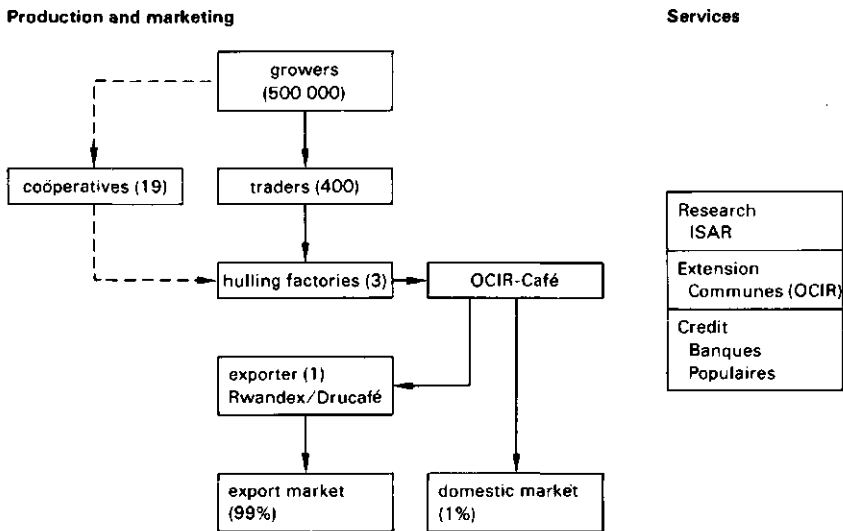 Production and marketing
Services
growers
(500 000)
coöperatives (19)
traders (400)
Research
ISAR
hulling factories (3)
OCIR-Café
Extension
Communes (OCIR)
Credit
Banques
Populaires
exporter (1)
Rwandex/Drucafé
export market
(99%)
domestic market
(1%)